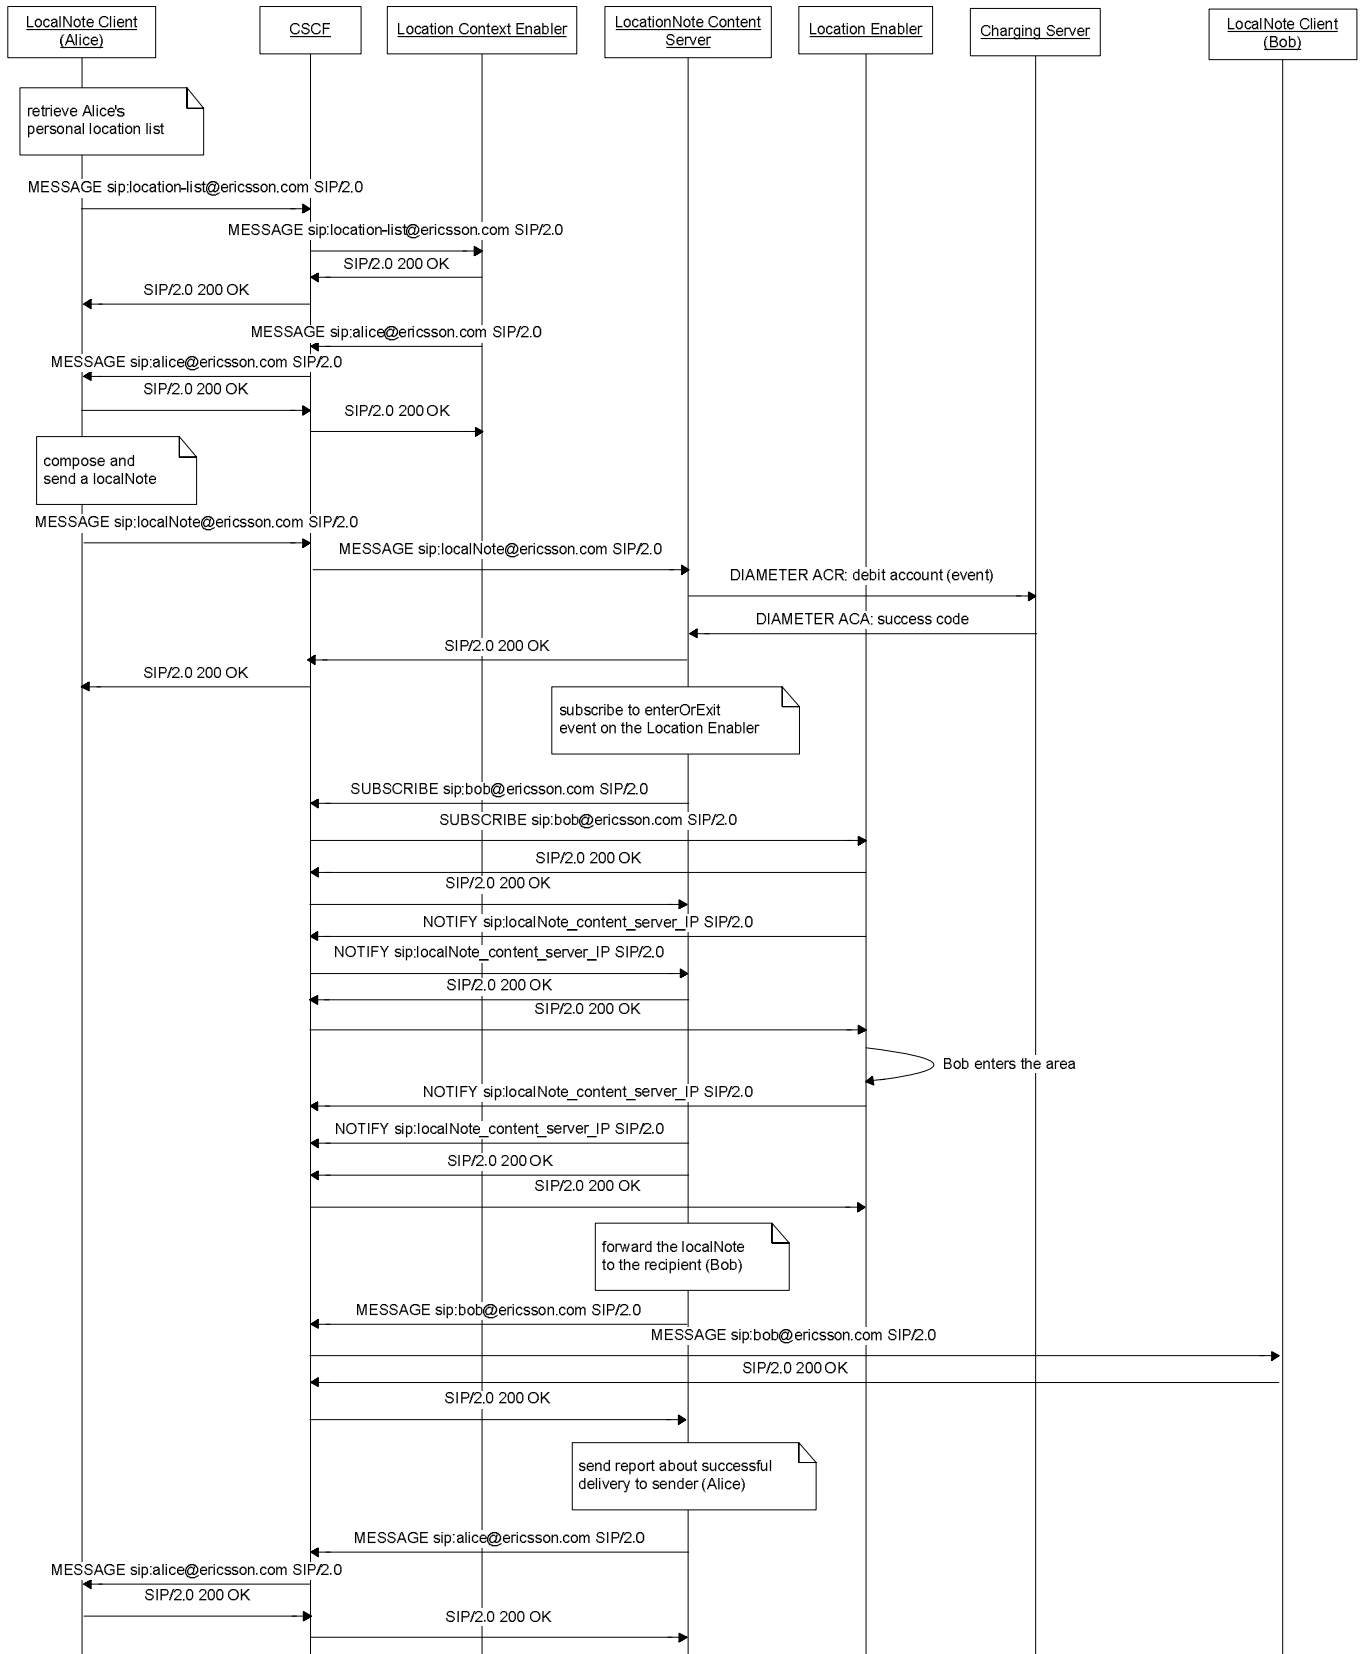 LocalNote Client
(Alice)
CSCF
Location Context Enabler
LocationNote Content
Server
Location Enabler
Charging Server
LocalNote Client
(Bob)
retrieve Alice's
personal location list
MESSAGE sip:location-list@ericsson.com SIP/2.0
MESSAGE sip:location-list@ericsson.com SIP/2.0
SIP/2.0 200 OK
SIP/2.0 200 OK
MESSAGE sip:alice@ericsson.com SIP/2.0
MESSAGE sip:alice@ericsson.com SIP/2.0
SIP/2.0 200 OK
SIP/2.0 200 OK
compose and
send a localNote
MESSAGE sip:localNote@ericsson.com SIP/2.0
MESSAGE sip:localNote@ericsson.com SIP/2.0
DIAMETER ACR: debit account (event)
DIAMETER ACA: success code
SIP/2.0 200 OK
SIP/2.0 200 OK
subscribe to enterOrExit
event on the Location Enabler
SUBSCRIBE sip:bob@ericsson.com SIP/2.0
SUBSCRIBE sip:bob@ericsson.com SIP/2.0
SIP/2.0 200 OK
SIP/2.0 200 OK
NOTIFY sip:localNote_content_server_IP SIP/2.0
NOTIFY sip:localNote_content_server_IP SIP/2.0
SIP/2.0 200 OK
SIP/2.0 200 OK
Bob enters the area
NOTIFY sip:localNote_content_server_IP SIP/2.0
NOTIFY sip:localNote_content_server_IP SIP/2.0
SIP/2.0 200 OK
SIP/2.0 200 OK
forward the localNote
to the recipient (Bob)
MESSAGE sip:bob@ericsson.com SIP/2.0
MESSAGE sip:bob@ericsson.com SIP/2.0
SIP/2.0 200 OK
SIP/2.0 200 OK
send report about successful
delivery to sender (Alice)
MESSAGE sip:alice@ericsson.com SIP/2.0
MESSAGE sip:alice@ericsson.com SIP/2.0
SIP/2.0 200 OK
SIP/2.0 200 OK